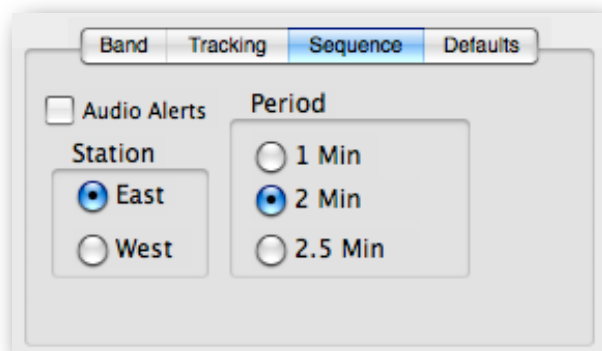 Band Tracking Sequence Defaults
Audio Alerts
Station
East
West
Period
1 Min
2 Min
2.5 Min